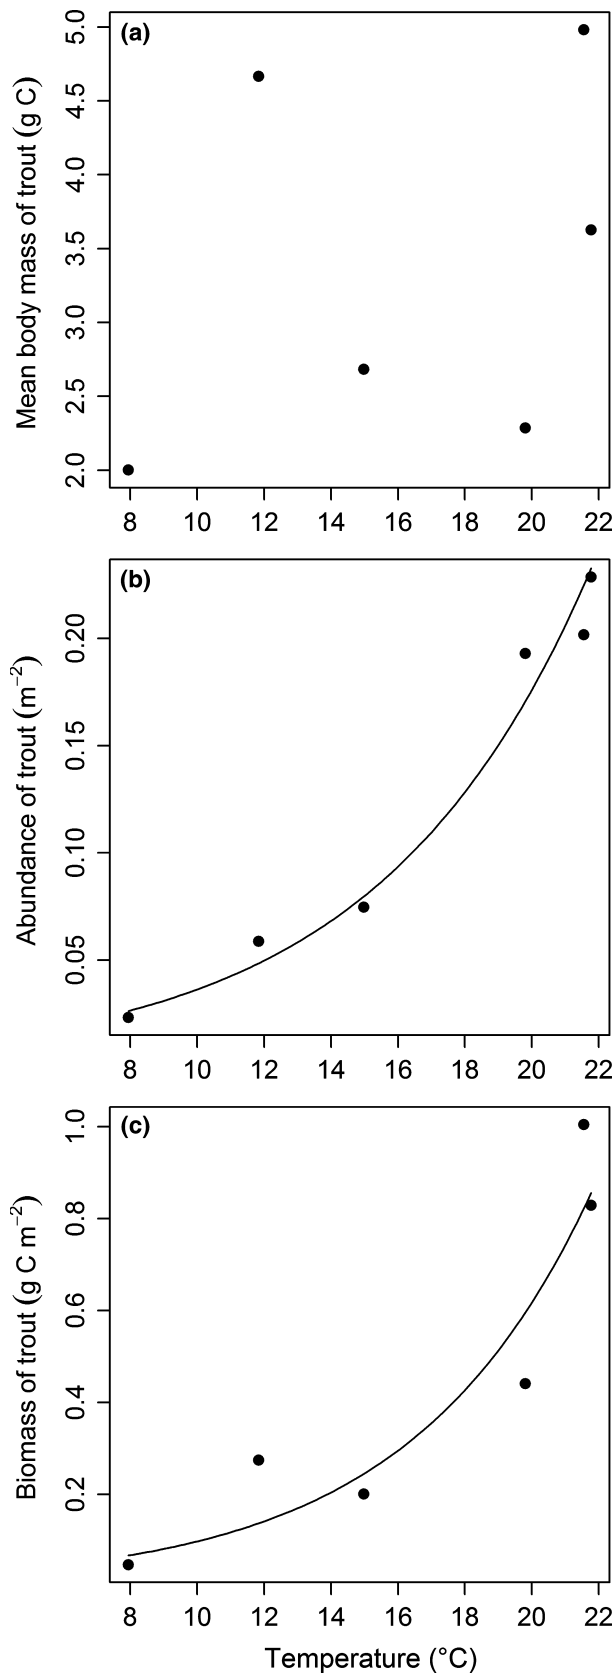 (a)
Mean body mass of trout (g C)
5.0
4.5
4.0
3.5
3.0
2.5
2.0
8 10 12 14 16 18 20 22
(b)
Abundance of trout (m⁻²)
0.20
0.15
0.10
0.05
8 10 12 14 16 18 20 22
(c)
Biomass of trout (g C m⁻²)
1.0
0.8
0.6
0.4
0.2
8 10 12 14 16 18 20 22
Temperature (°C)